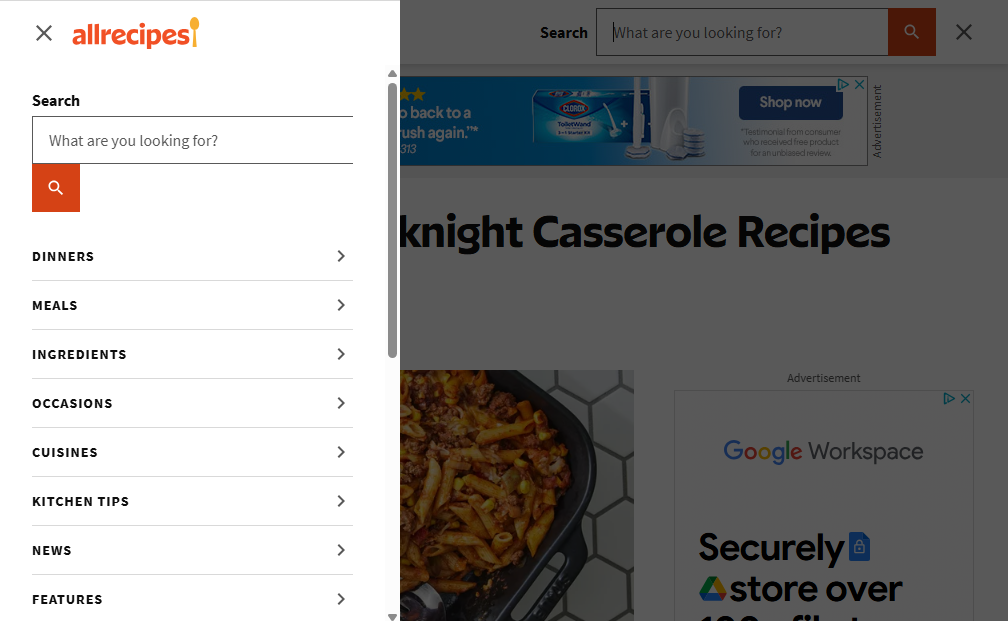 allrecipes
Search
What are you looking for?
Search
What are you looking for?
DINNERS
MEALS
INGREDIENTS
OCCASIONS
CUISINES
KITCHEN TIPS
NEWS
FEATURES
back to a
rush again.™*
313
CLOROX
ToiletWand
Shop now
*Testimonial from consumer
who received free product
for an unbiased review.
Advertisement
knight Casserole Recipes
Advertisement
Google Workspace
Securely
store over